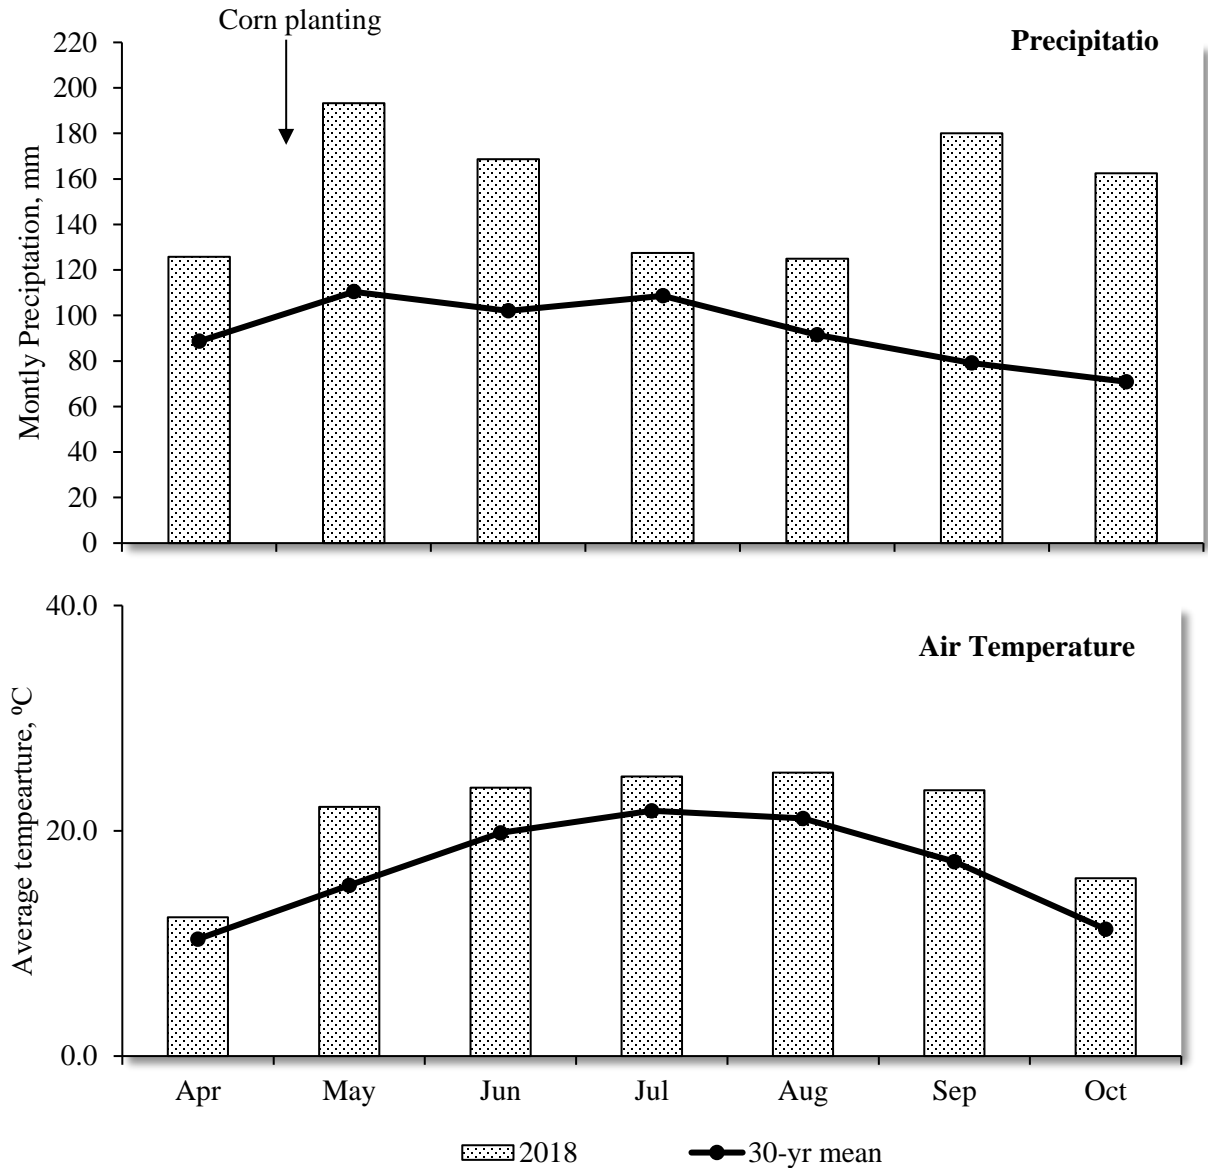 Corn planting
Precipitatio
220
200
180
160
140
120
100
80
60
40
20
0
Montly Preciptation, mm
Air Temperature
40.0
20.0
0.0
Average tempearture, ⁰C
Apr May Jun Jul Aug Sep Oct
2018 30-yr mean